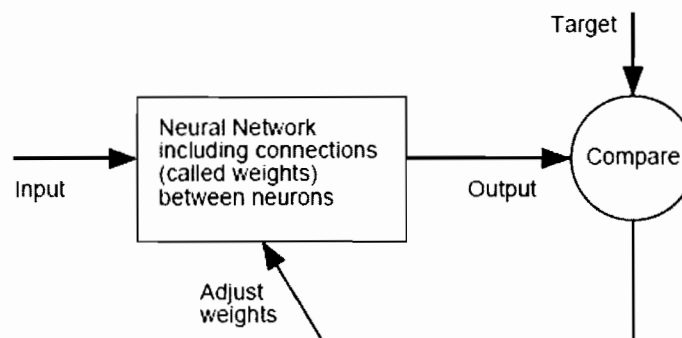 Target
Neural Network
including connections
(called weights)
between neurons
Compare
Input
Output
Adjust
weights